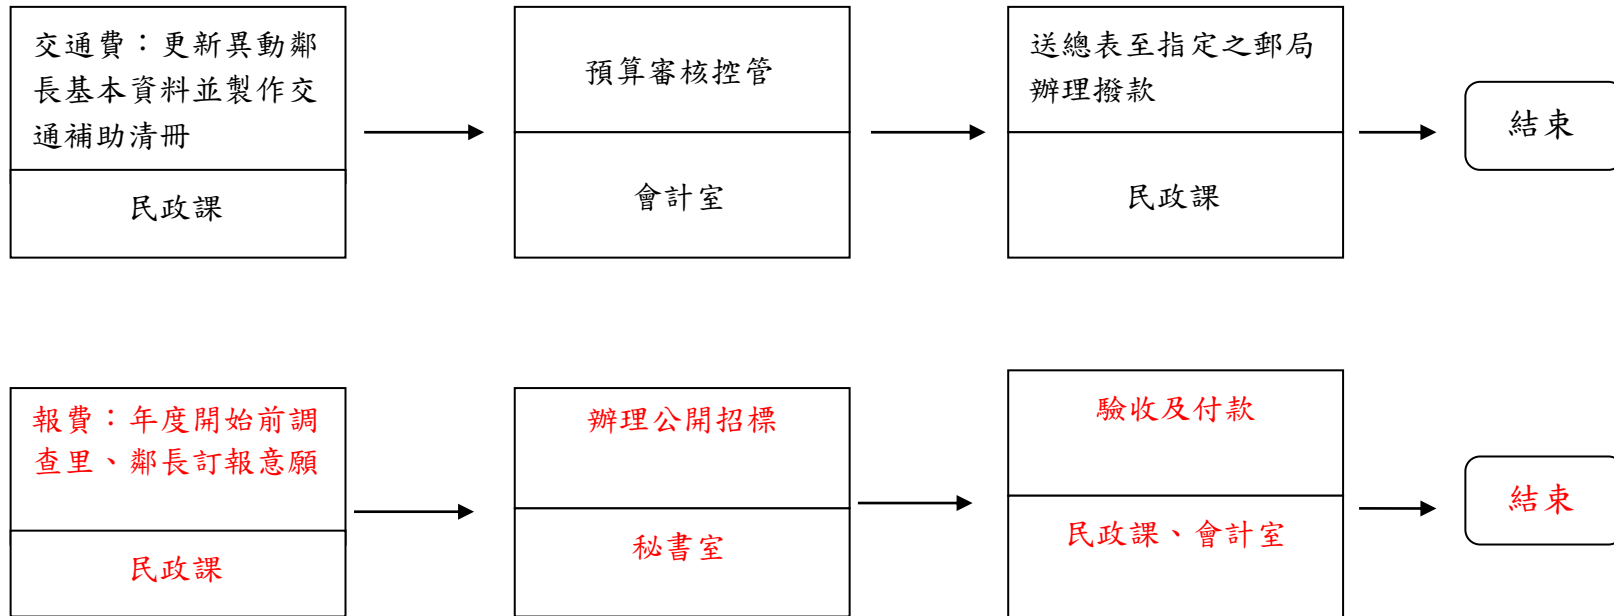 交通費：更新異動鄰
長基本資料並製作交
通補助清冊
民政課
預算審核控管
會計室
送總表至指定之郵局
辦理撥款
民政課
結束
報費：年度開始前調
查里、鄰長訂報意願
民政課
辦理公開招標
秘書室
驗收及付款
民政課、會計室
結束